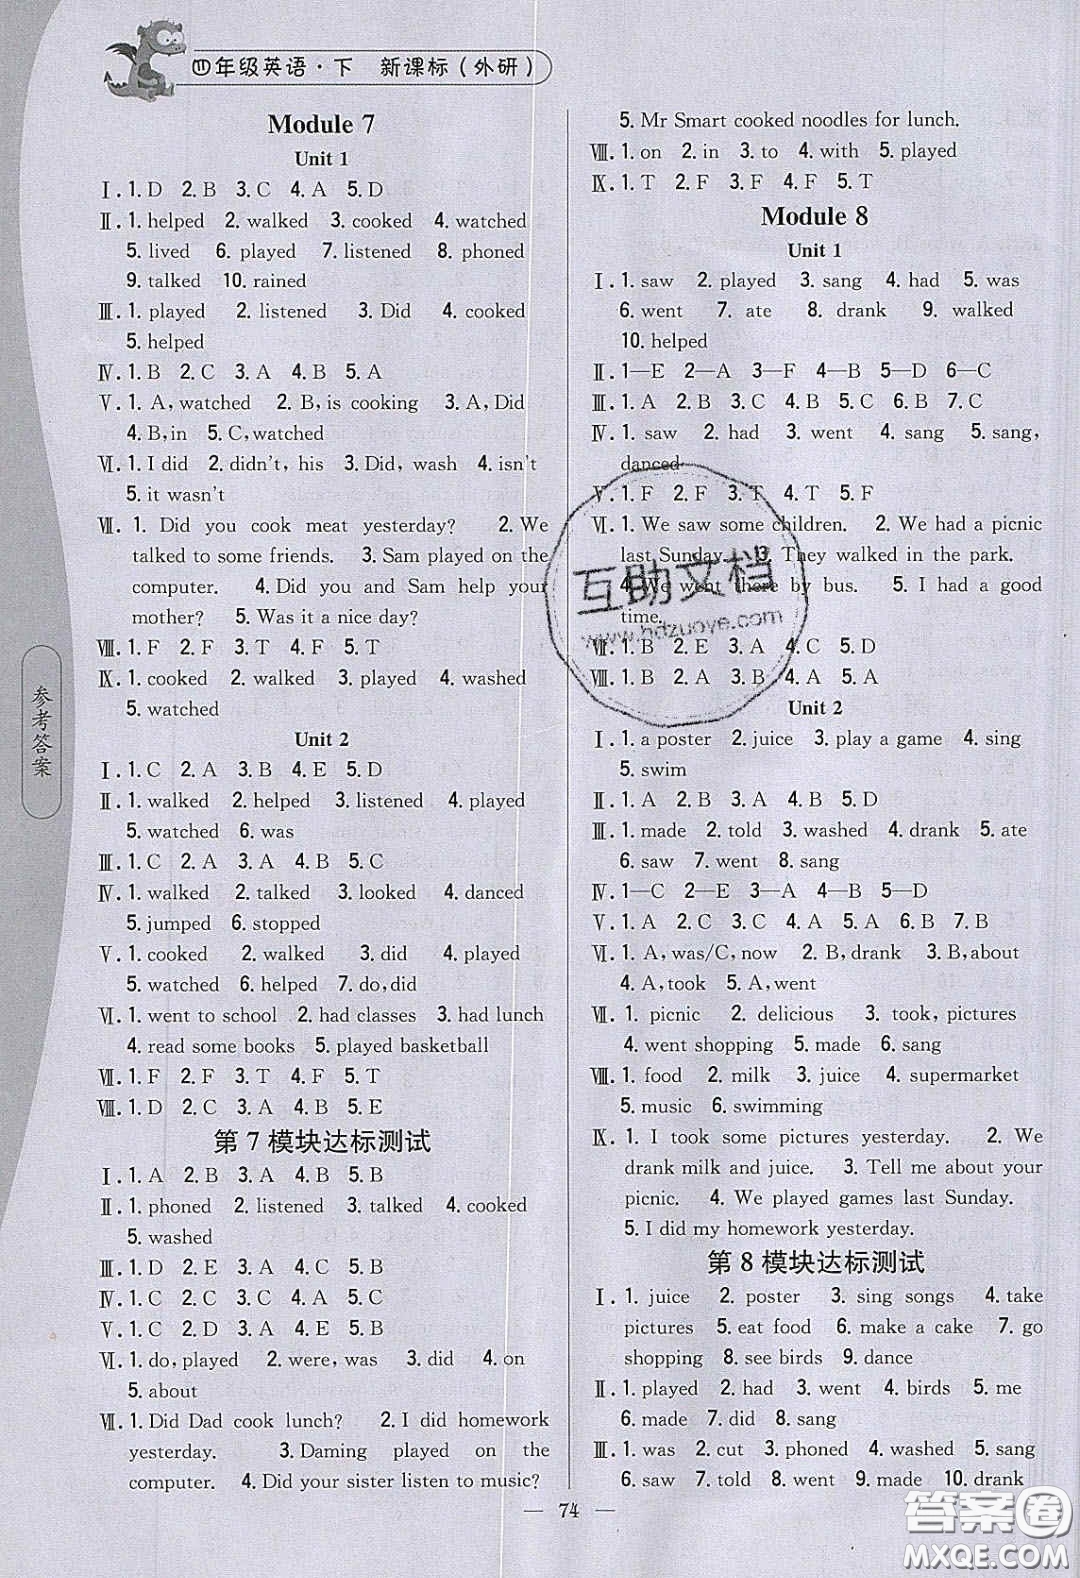 四年级英语·下 新课标(外研)
Module 7
Unit 1
Ⅰ.1. D 2. B 3. C 4. A 5. D
Ⅱ.1. helped 2. walked 3. cooked 4. watched
5. lived 6. played 7. listened 8. phoned
9. talked 10. rained
Ⅲ.1. played 2. listened 3. Did 4. cooked
5. helped
Ⅳ.1. B 2. C 3. A 4. B 5. A
Ⅴ.1. A, watched 2. B, is cooking 3. A, Did
4. B, in 5. C, watched
Ⅵ.1. I did 2. didn't, his 3. Did, wash 4. isn't
5. it wasn't
Ⅶ.1. Did you cook meat yesterday? 2. We
talked to some friends. 3. Sam played on the
computer. 4. Did you and Sam help your
mother? 5. Was it a nice day?
Ⅷ.1. F 2. F 3. T 4. F 5. T
Ⅸ.1. cooked 2. walked 3. played 4. washed
5. watched
Unit 2
Ⅰ.1. C 2. A 3. B 4. E 5. D
Ⅱ.1. walked 2. helped 3. listened 4. played
5. watched 6. was
Ⅲ.1. C 2. A 3. A 4. B 5. C
Ⅳ.1. walked 2. talked 3. looked 4. danced
5. jumped 6. stopped
Ⅴ.1. cooked 2. walked 3. did 4. played
5. watched 6. helped 7. do, did
Ⅵ.1. went to school 2. had classes 3. had lunch
4. read some books 5. played basketball
Ⅶ.1. F 2. F 3. T 4. F 5. T
Ⅷ.1. D 2. C 3. A 4. B 5. E
第 7 模块达标测试
Ⅰ.1. A 2. B 3. A 4. B 5. B
Ⅱ.1. phoned 2. listened 3. talked 4. cooked
5. washed
Ⅲ.1. D 2. E 3. A 4. C 5. B
Ⅳ.1. C 2. C 3. C 4. A 5. C
Ⅴ.1. C 2. D 3. A 4. E 5. B
Ⅵ.1. do, played 2. were, was 3. did 4. on
5. about
Ⅶ.1. Did Dad cook lunch? 2. I did homework
yesterday. 3. Daming played on the
computer. 4. Did your sister listen to music?
5. Mr Smart cooked noodles for lunch.
Ⅷ.1. on 2. in 3. to 4. with 5. played
Ⅸ.1. T 2. F 3. F 4. F 5. T
Module 8
Unit 1
Ⅰ.1. saw 2. played 3. sang 4. had 5. was
6. went 7. ate 8. drank 9. walked
10. helped
Ⅱ.1—E 2—A 3—F 4—B 5—D 6—C
Ⅲ.1. A 2. B 3. C 4. C 5. C 6. B 7. C
Ⅳ.1. saw 2. had 3. went 4. sang 5. sang,
danced
Ⅴ.1. F 2. F 3. T 4. T 5. F
Ⅵ.1. We saw some children. 2. We had a picnic
last Sunday. 3. They walked in the park.
4. We went there by bus. 5. I had a good
time.
Ⅶ.1. B 2. E 3. A 4. C 5. D
Ⅷ.1. B 2. A 3. B 4. A 5. A
Unit 2
Ⅰ.1. a poster 2. juice 3. play a game 4. sing
5. swim
Ⅱ.1. A 2. B 3. A 4. B 5. D
Ⅲ.1. made 2. told 3. washed 4. drank 5. ate
6. saw 7. went 8. sang
Ⅳ.1—C 2—E 3—A 4—B 5—D
Ⅴ.1. A 2. C 3. A 4. A 5. A 6. B 7. B
Ⅵ.1. A, was/C, now 2. B, drank 3. B, about
4. A, took 5. A, went
Ⅶ.1. picnic 2. delicious 3. took, pictures
4. went shopping 5. made 6. sang
Ⅷ.1. food 2. milk 3. juice 4. supermarket
5. music 6. swimming
Ⅸ.1. I took some pictures yesterday. 2. We
drank milk and juice. 3. Tell me about your
picnic. 4. We played games last Sunday.
5. I did my homework yesterday.
第 8 模块达标测试
Ⅰ.1. juice 2. poster 3. sing songs 4. take
pictures 5. eat food 6. make a cake 7. go
shopping 8. see birds 9. dance
Ⅱ.1. played 2. had 3. went 4. birds 5. me
6. made 7. did 8. sang
Ⅲ.1. was 2. cut 3. phoned 4. washed 5. sang
6. saw 7. told 8. went 9. made 10. drank
参考答案
互助文档
www.hdzuoye.com
— 74 —
答案圈
MXQE.COM